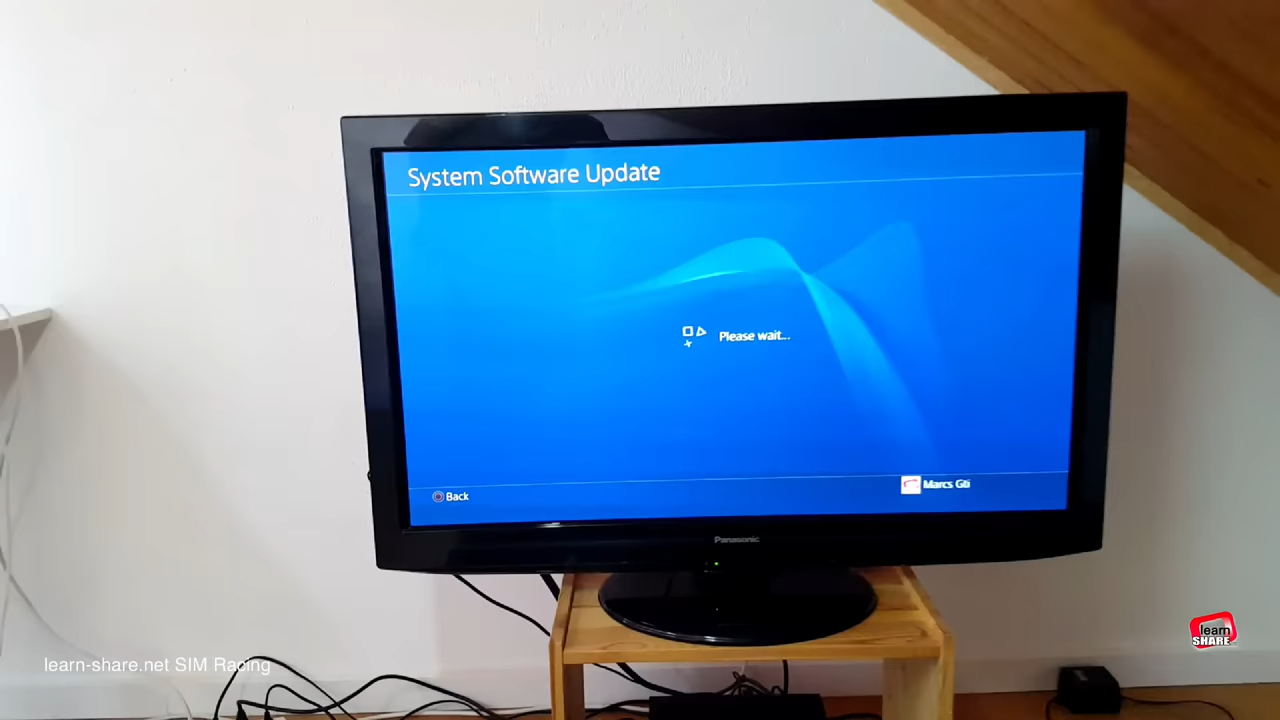 System Software Update
Please wait...
Back
Marcs Gti
Panasonic
learn
SHARE
learn-share.net SIM Racing